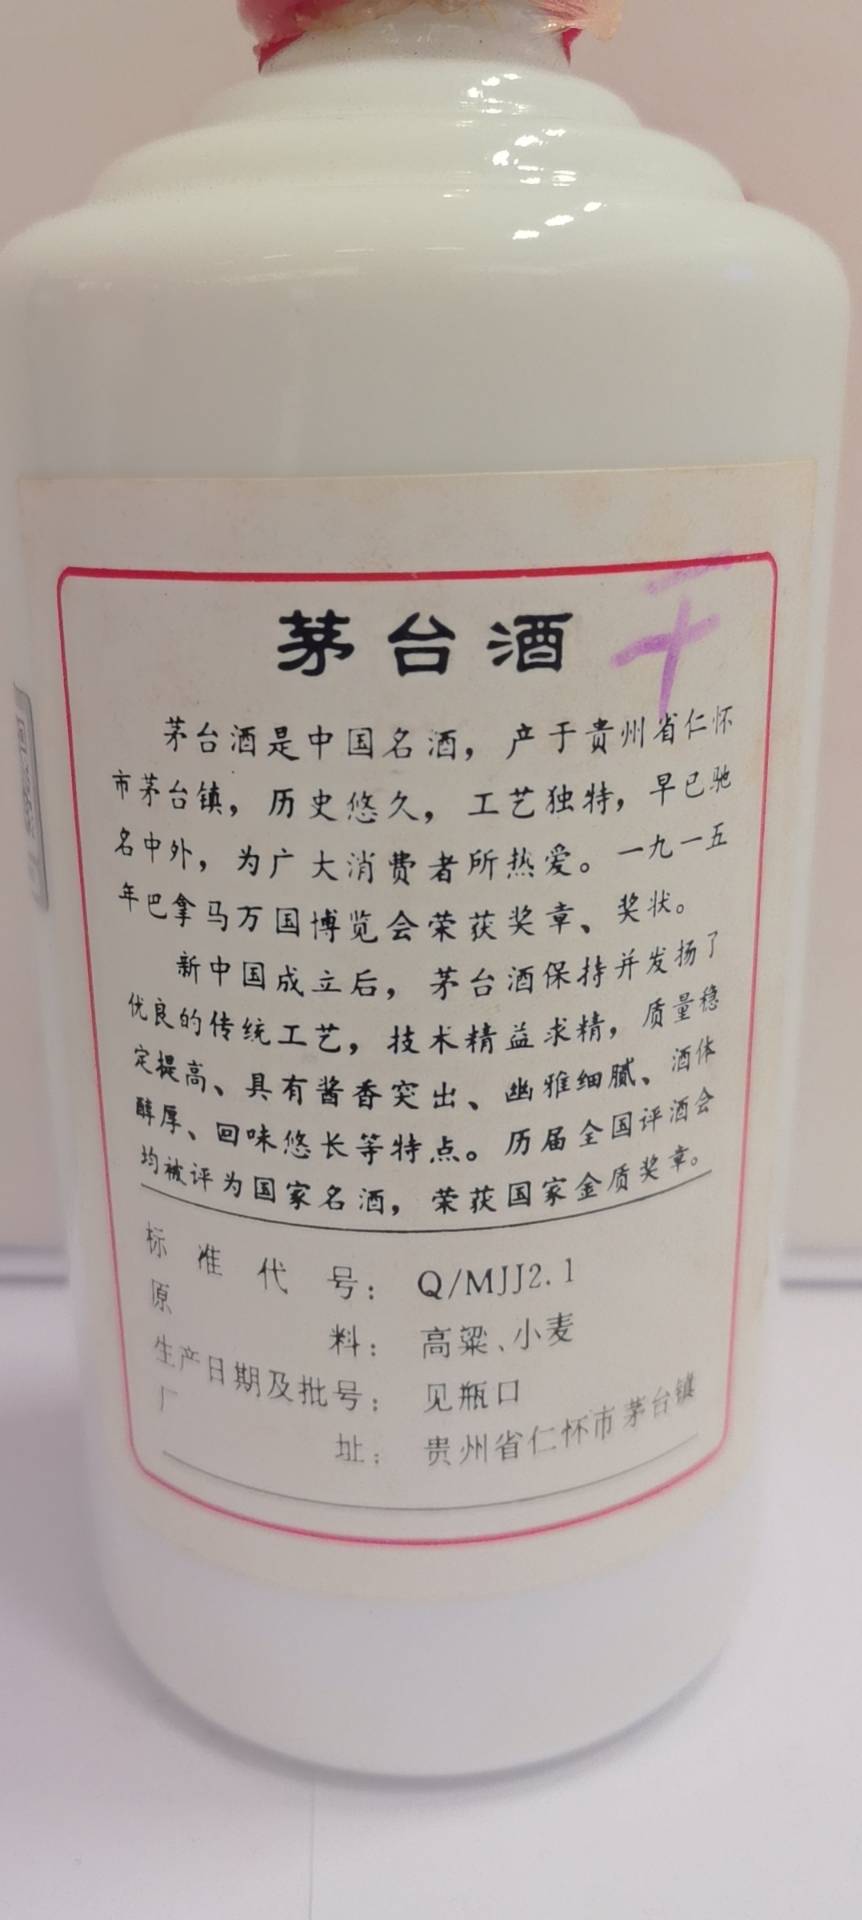 茅台酒
千
茅台酒是中国名酒，产于贵州省仁怀
市茅台镇，历史悠久，工艺独特，早已驰
名中外，为广大消费者所热爱。一九一五
年巴拿马万国博览会荣获奖章、奖状。
新中国成立后，茅台酒保持并发扬了
优良的传统工艺，技术精益求精，质量稳
定提高、具有酱香突出、幽雅细腻、酒体
醇厚、回味悠长等特点。历届全国评酒会
均被评为国家名酒，荣获国家金质奖章。
标准代号：Q/MJJ2.1
原料：高粱、小麦
生产日期及批号：见瓶口
厂址：贵州省仁怀市茅台镇